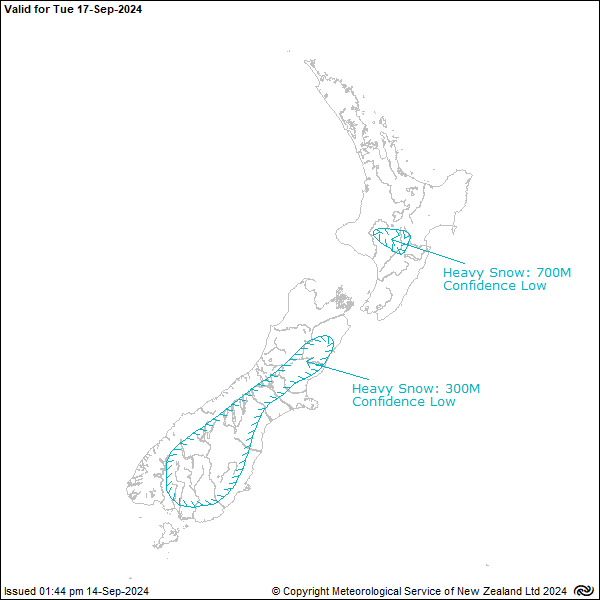 Valid for Tue 17-Sep-2024
Heavy Snow: 700M
Confidence Low
Heavy Snow: 300M
Confidence Low
Issued 01:44 pm 14-Sep-2024
© Copyright Meteorological Service of New Zealand Ltd 2024